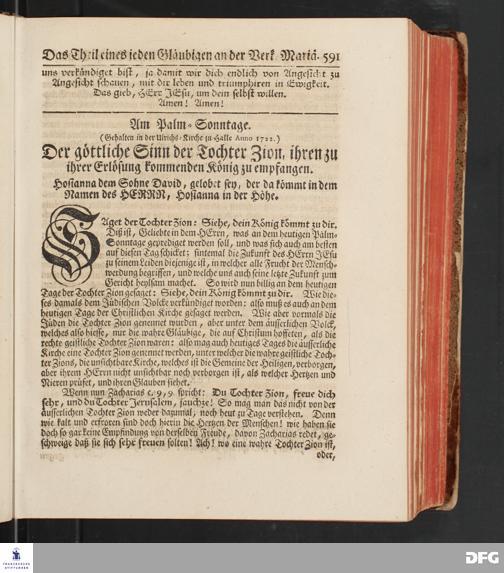 Das Theil eines jeden Gläubigen an der Verk. Mariä. 591
uns verkündiget bist, ja damit wir dich endlich von Angesicht zu
Angesicht schauen, mit dir leben und triumphiren in Ewigkeit.
Das gieb, HErr JEsu, um dein selbst willen.
Amen! Amen!
Am Palm-Sonntage.
(Gehalten in der Ulrichs-Kirche zu Halle Anno 1722.)
Der göttliche Sinn der Tochter Zion, ihren zu
ihrer Erlösung kommenden König zu empfangen.
Hosianna dem Sohne David, gelobet sey, der da kömmt in dem
Namen des HERRN, Hosianna in der Höhe.
SAget der Tochter Zion: Siehe, dein König kömmt zu dir.
Diß ist, Geliebte in dem HErrn, was an dem heutigen Palm-
Sonntage geprediget werden soll, und was sich auch am besten
auf diesen Tag schicket: sintemal die Zukunft des HErrn JEsu
zu seinem Leiden diejenige ist, in welcher alle Frucht der Mensch-
werdung begriffen, und welche uns auch seine letzte Zukunft zum
Gericht heylsam machet. So wird nun billig an dem heutigen
Tage der Tochter Zion gesaget: Siehe, dein König kömmt zu dir. Wie die-
ses damals dem Jüdischen Volcke verkündiget worden: also muß es auch an dem
heutigen Tage der Christlichen Kirche gesaget werden. Wie aber vormals die
Jüden die Tochter Zion genennet wurden, aber unter dem äusserlichen Volck,
welches also hiesse, nur die wahre Gläubige, die auf Christum hoffeten, als die
rechte geistliche Tochter Zion waren: also mag auch heutiges Tages die äusserliche
Kirche eine Tochter Zion genennet werden, unter welcher die wahre geistliche Toch-
ter Zions, die unsichtbare Kirche, welches ist die Gemeine der Heiligen, verborgen,
aber ihrem HErrn nicht unsichtbar noch verborgen ist, als welcher Hertzen und
Nieren prüfet, und ihren Glauben siehet.
Wenn nun Zacharias c. 9, 9. spricht: Du Tochter Zion, freue dich
sehr, und du Tochter Jerusalem, jauchze! So mag man das nicht von der
äusserlichen Tochter Zion weder dazumal, noch heut zu Tage verstehen. Denn
wie kalt und erfroren sind doch hierin die Hertzen der Menschen! wie haben sie
doch so gar keine Empfindung von derselben Freude, davon Zacharias redet, ge-
schweige daß sie sich sehr freuen solten! Ach! wo eine wahre Tochter Zion ist,
oder,
FRANCKESCHE
STIFTUNGEN
DFG